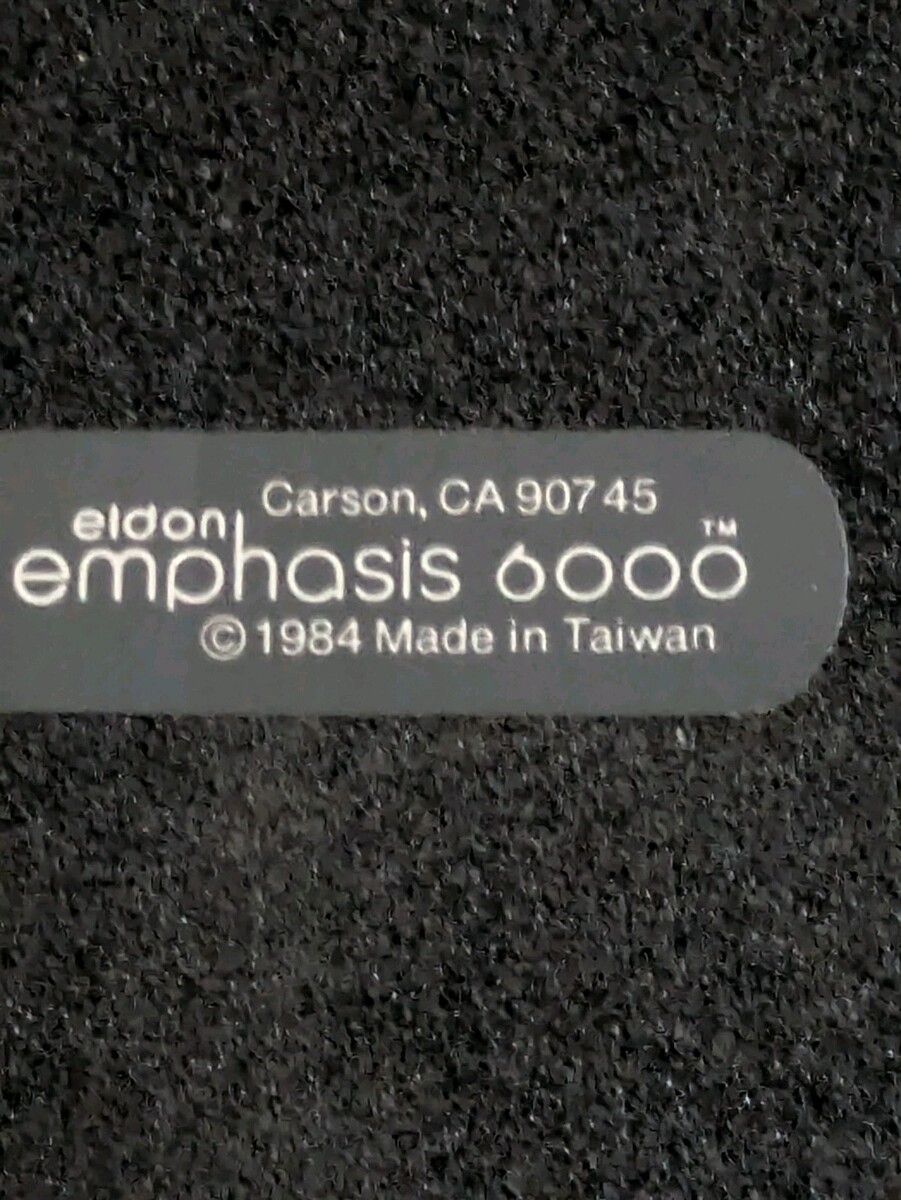 Carson, CA 90745
eldon
emphasis 6000™
©1984 Made in Taiwan